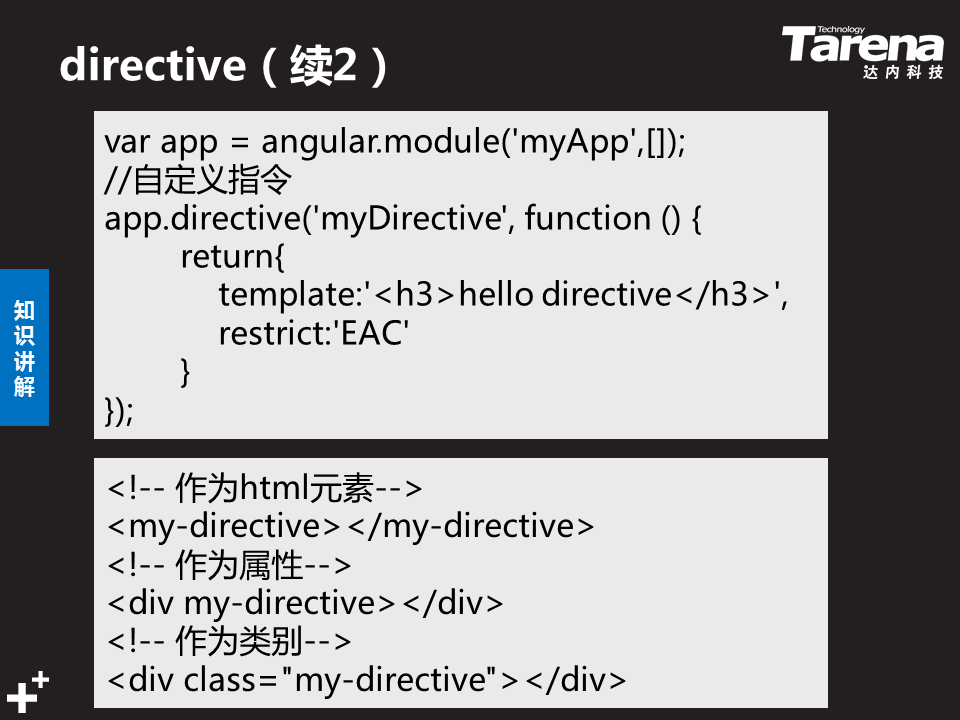 directive（续2）
Technology
Tarena
达内科技
var app = angular.module('myApp',[]);
//自定义指令
app.directive('myDirective', function () {
return{
template:'<h3>hello directive</h3>',
restrict:'EAC'
}
});
知识讲解
<!-- 作为html元素-->
<my-directive></my-directive>
<!-- 作为属性-->
<div my-directive></div>
<!-- 作为类别-->
<div class="my-directive"></div>